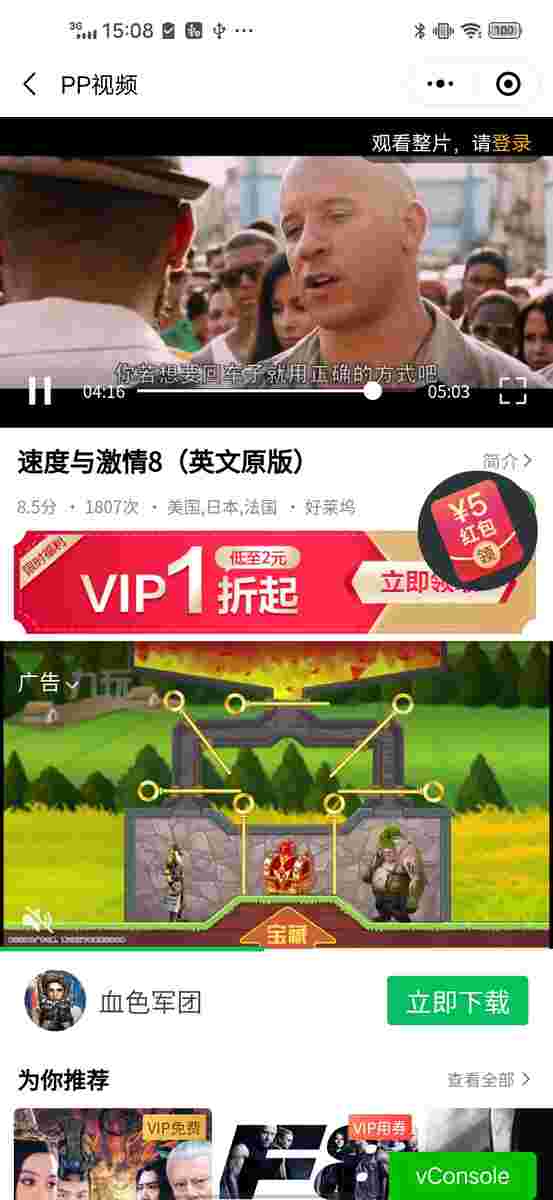 3G 15:08 100
PP视频
观看整片，请登录
你若想要回车子就用正确的方式吧
04:16
05:03
速度与激情8（英文原版）
简介
8.5分 · 1807次 · 美国,日本,法国 · 好莱坞
限时福利
VIP1折起
低至2元
立即领
¥5
红包
领
广告
宝藏
血色军团
立即下载
为你推荐
查看全部
VIP免费
VIP用券
F8
vConsole